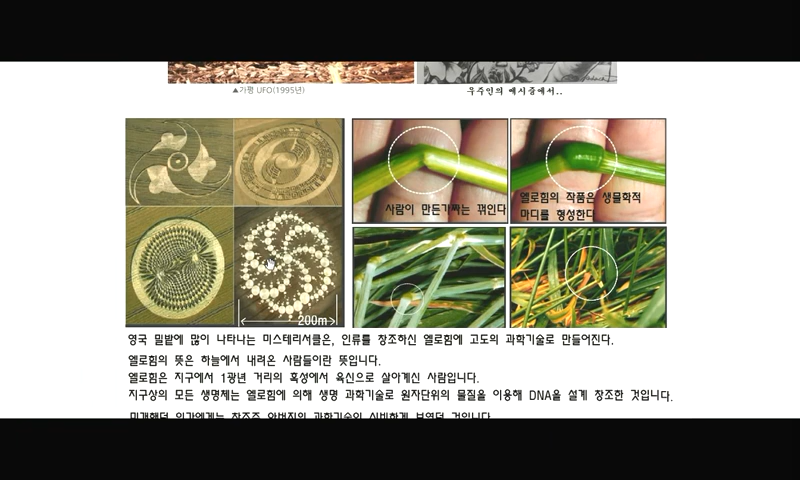 ▲가평 UFO(1995년)
우주인의 메시중에서..
사람이 만든가짜는 꺾인다
엘로힘의 작품은 생물학적
마디를 형성한다
200m
영국 밀밭에 많이 나타나는 미스테리서클은, 인류를 창조하신 엘로힘에 고도의 과학기술로 만들어진다.
엘로힘의 뜻은 하늘에서 내려온 사람들이란 뜻입니다.
엘로힘은 지구에서 1광년 거리의 혹성에서 육신으로 살아계신 사람입니다.
지구상의 모든 생명체는 엘로힘에 의해 생명 과학기술로 원자단위의 물질을 이용해 DNA을 설계 창조한 것입니다.